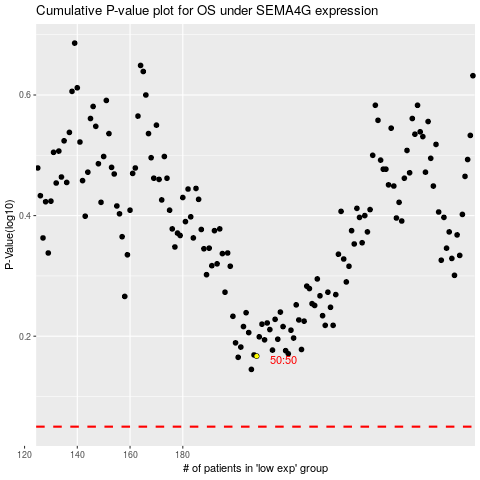 Cumulative P-value plot for OS under SEMA4G expression
P-Value(log10)
0.6
0.4
0.2
50:50
120 140 160 180
# of patients in 'low exp' group